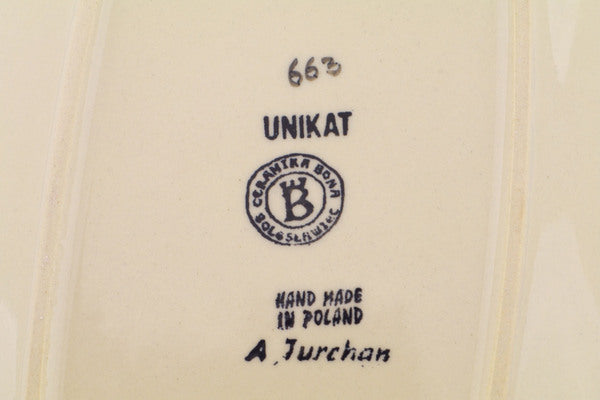 663
UNIKAT
CERAMIKA BONA
B
BOLESŁAWIEC
HAND MADE
IN POLAND
A. Jurchan